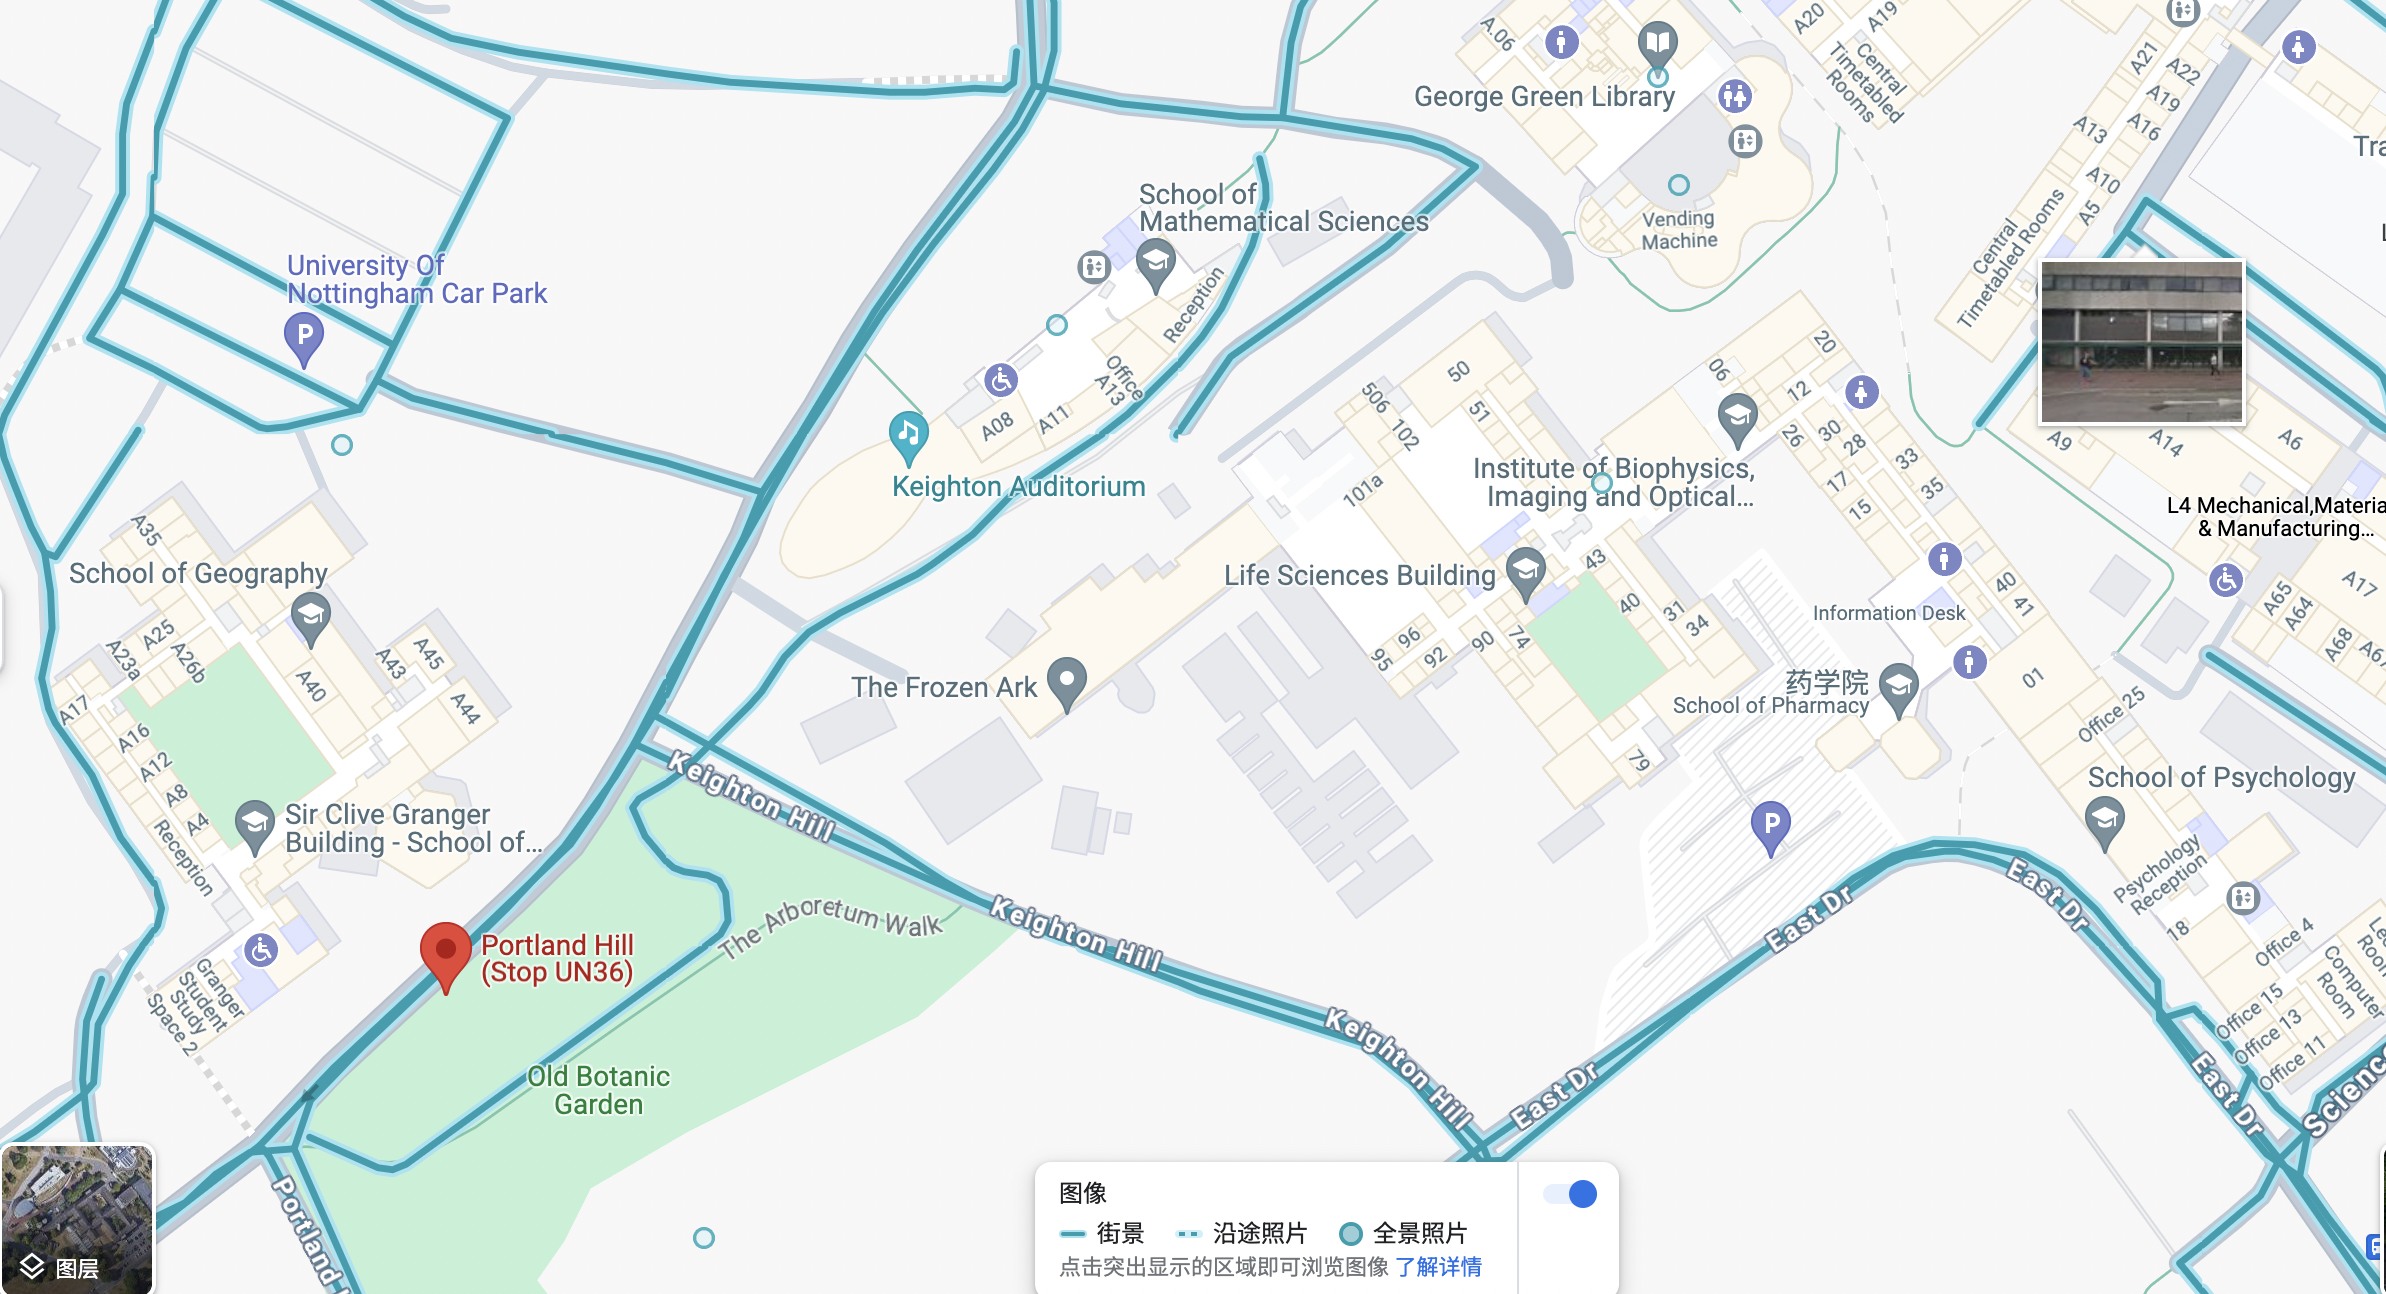 A.06
George Green Library
A20
A19
Central
Timetabled
Rooms
A21
A22
A19
A16
A13
A10
A5
Central
Timetabled Rooms
Vending
Machine
School of
Mathematical Sciences
Reception
Office
A13
A11
A08
Keighton Auditorium
University Of
Nottingham Car Park
P
School of Geography
A35
A25
A23a
A26b
A17
A16
A12
A8
A4
A40
A43
A45
A44
Reception
Sir Clive Granger
Building - School of...
Granger
Student
Study
Space 2
Portland Hill
(Stop UN36)
Old Botanic
Garden
The Arboretum Walk
Keighton Hill
Keighton Hill
Keighton Hill
The Frozen Ark
50
51
506
102
101a
Institute of Biophysics,
Imaging and Optical...
Life Sciences Building
06
20
12
30
28
26
17
15
33
35
43
40
31
34
74
90
92
96
95
79
40
41
Information Desk
药学院
School of Pharmacy
01
Office 25
P
School of Psychology
Psychology
Reception
18
Office 4
Computer
Room
Office 15
Office 13
Office 11
East Dr
East Dr
East Dr
East Dr
A9
A14
A6
L4 Mechanical,Materia
& Manufacturing...
A17
A65
A64
A68
图层
图像
街景
沿途照片
全景照片
点击突出显示的区域即可浏览图像 了解详情